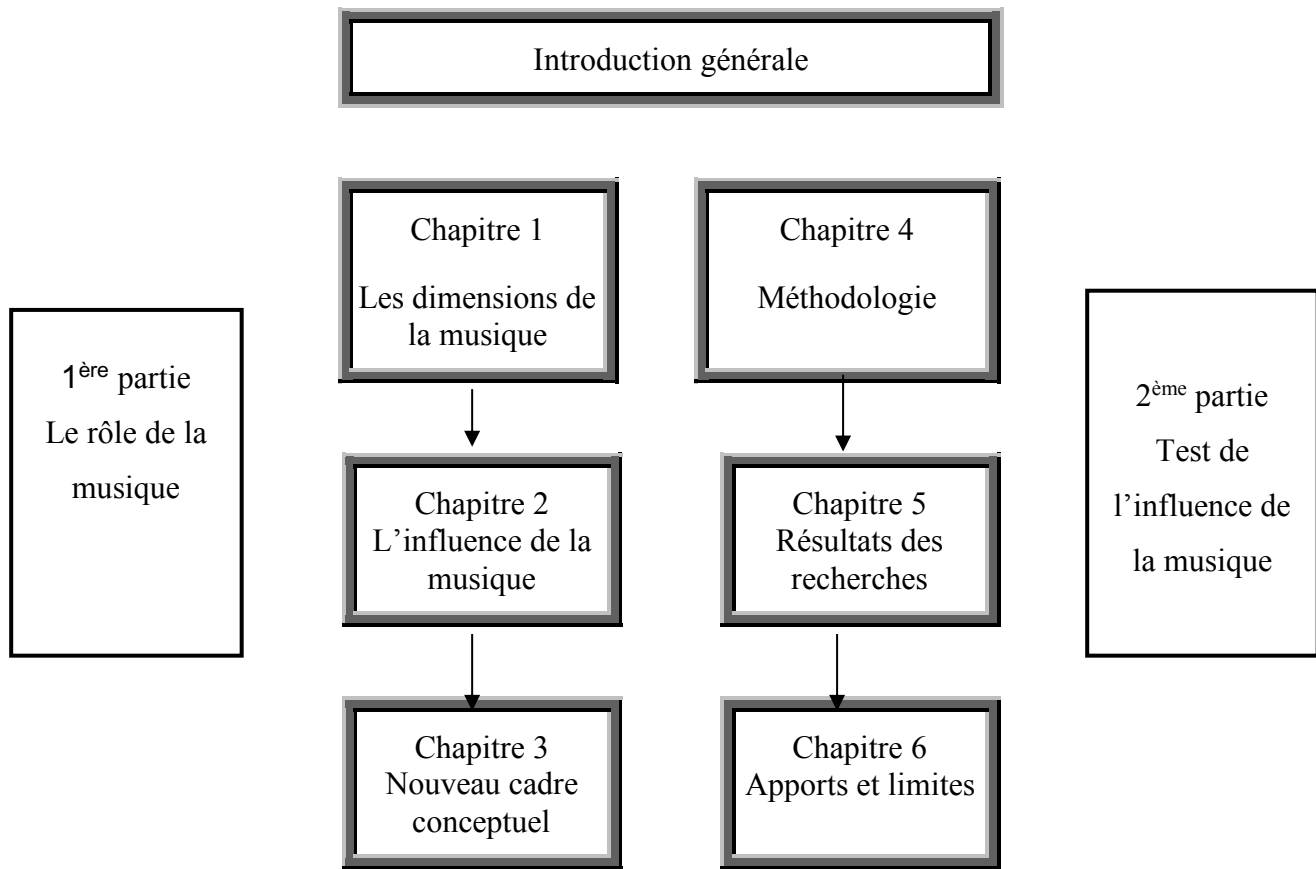 Introduction générale
1ère partie
Le rôle de la
musique
Chapitre 1
Les dimensions de
la musique
Chapitre 2
L’influence de la
musique
Chapitre 3
Nouveau cadre
conceptuel
Chapitre 4
Méthodologie
Chapitre 5
Résultats des
recherches
Chapitre 6
Apports et limites
2ème partie
Test de
l’influence de
la musique